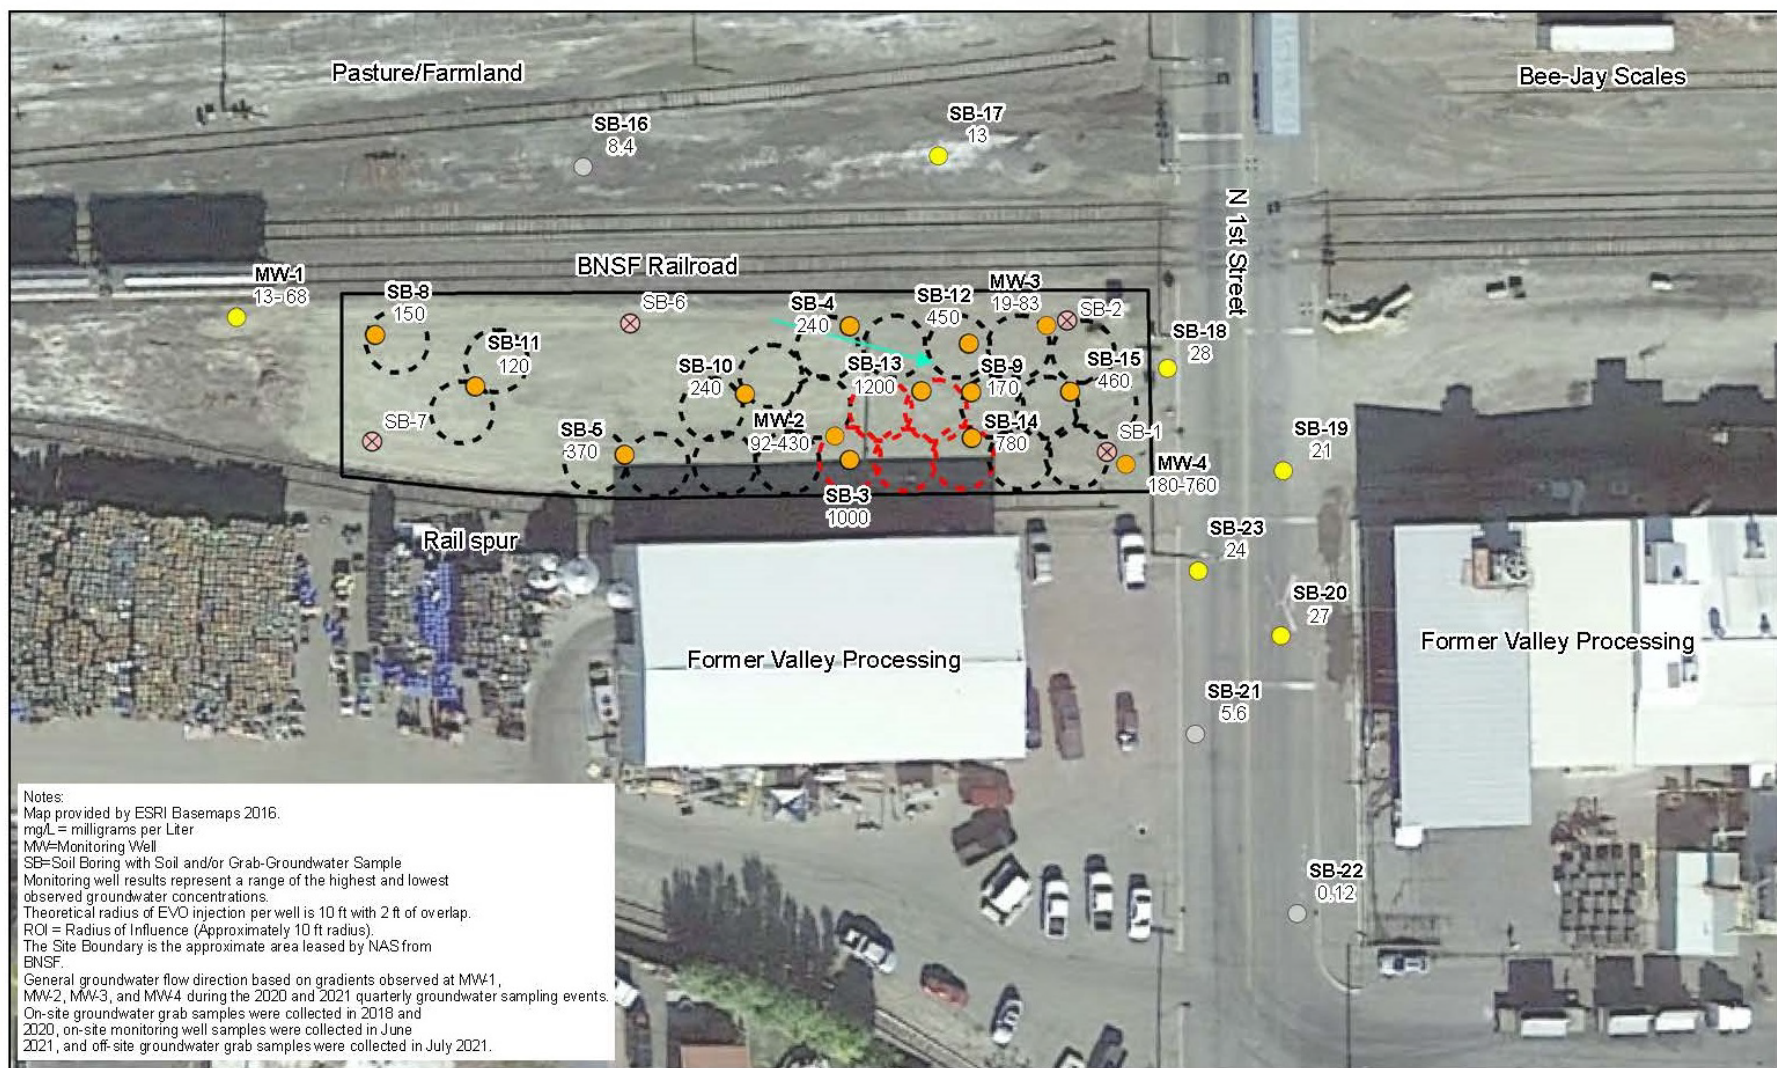 Pasture/Farmland
Bee-Jay Scales
SB-17
13
SB-16
8.4
N 1st Street
BNSF Railroad
MW-1
13-68
SB-8
150
SB-6
SB-4
240
SB-12
450
MW-3
19-83
SB-2
SB-18
28
SB-11
120
SB-10
240
SB-13
1200
SB-9
170
SB-15
460
SB-7
SB-5
370
MW-2
92-430
SB-14
780
SB-1
MW-4
180-760
SB-19
21
SB-3
1000
Rail spur
SB-23
24
SB-20
27
Former Valley Processing
Former Valley Processing
SB-21
5.6
SB-22
0.12
Notes:
Map provided by ESRI Basemaps 2016.
mg/L = milligrams per Liter
MW=Monitoring Well
SB=Soil Boring with Soil and/or Grab-Groundwater Sample
Monitoring well results represent a range of the highest and lowest
observed groundwater concentrations.
Theoretical radius of EVO injection per well is 10 ft with 2 ft of overlap.
ROI = Radius of Influence (Approximately 10 ft radius).
The Site Boundary is the approximate area leased by NAS from
BNSF.
General groundwater flow direction based on gradients observed at MW-1,
MW-2, MW-3, and MW-4 during the 2020 and 2021 quarterly groundwater sampling events.
On-site groundwater grab samples were collected in 2018 and
2020, on-site monitoring well samples were collected in June
2021, and off-site groundwater grab samples were collected in July 2021.